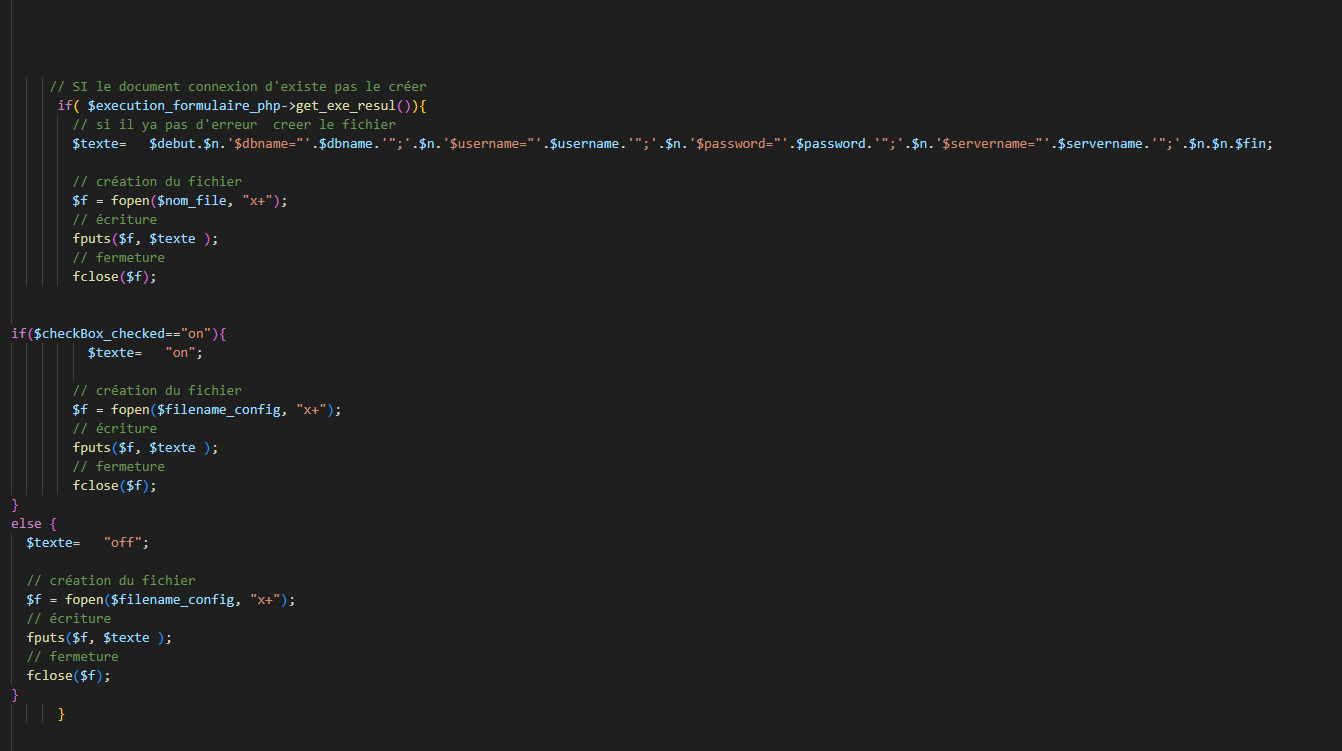 // SI le document connexion d'existe pas le créer
if( $execution_formulaire_php->get_exe_resul()){
// si il ya pas d'erreur  creer le fichier
$texte=   $debut.$n.'$dbname="'.$dbname.'";'.$n.'$username="'.$username.'";'.$n.'$password="'.$password.'";'.$n.'$servername="'.$servername.'";'.$n.$n.$fin;
// création du fichier
$f = fopen($nom_file, "x+");
// écriture
fputs($f, $texte );
// fermeture
fclose($f);
if($checkBox_checked=="on"){
$texte=   "on";
// création du fichier
$f = fopen($filename_config, "x+");
// écriture
fputs($f, $texte );
// fermeture
fclose($f);
}
else {
$texte=   "off";
// création du fichier
$f = fopen($filename_config, "x+");
// écriture
fputs($f, $texte );
// fermeture
fclose($f);
}
}